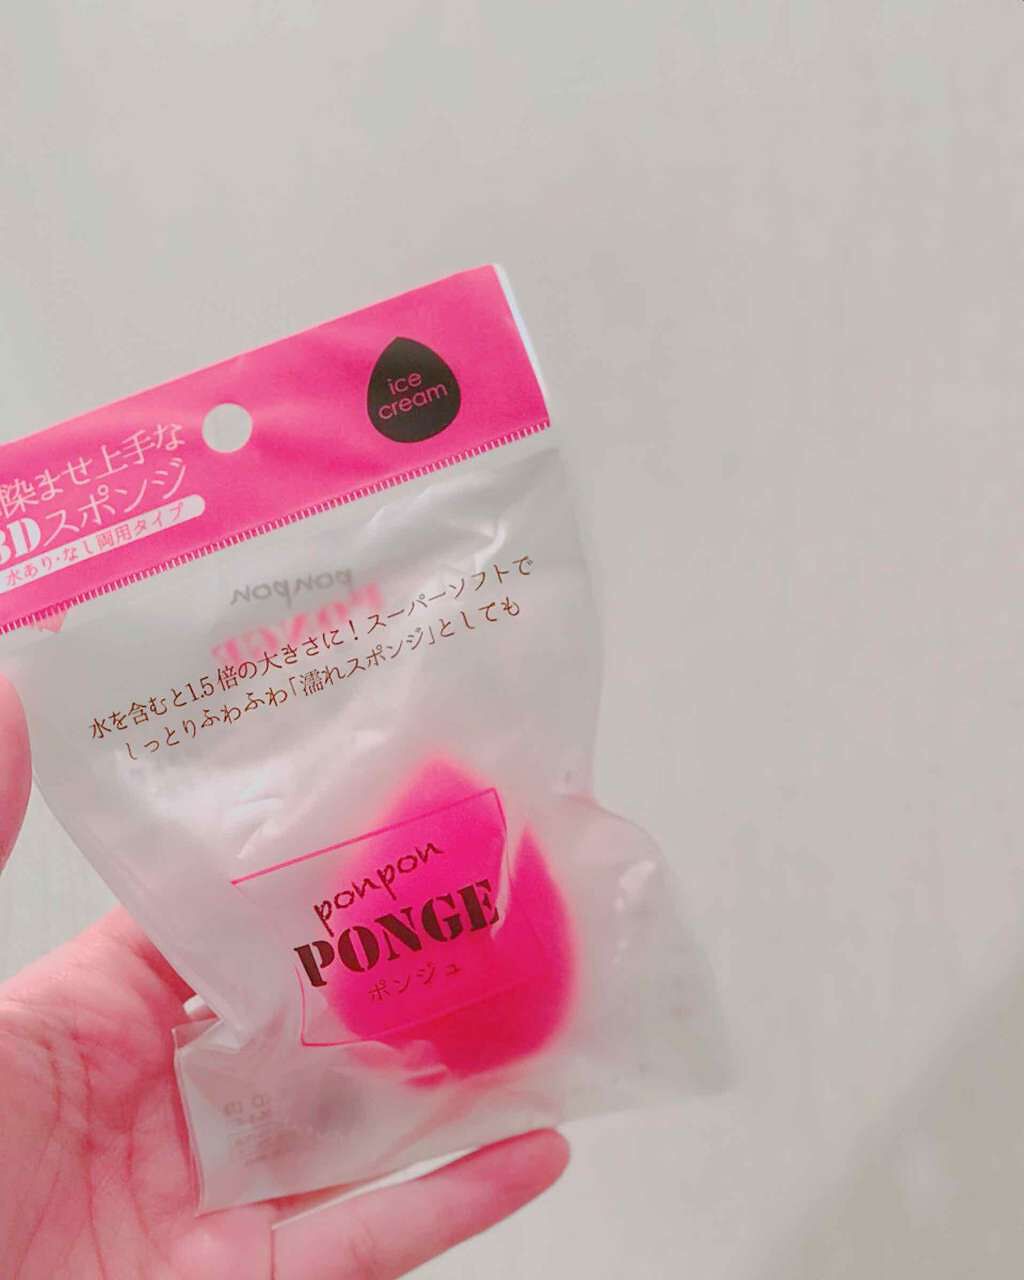 ice
cream
染ませ上手な
3Dスポンジ
水あり・なし両用タイプ
ponpon
PONGE
水を含むと1.5倍の大きさに！スーパーソフトで
しっとりふわふわ「濡れスポンジ」としても
ponpon
PONGE
ポンジュ